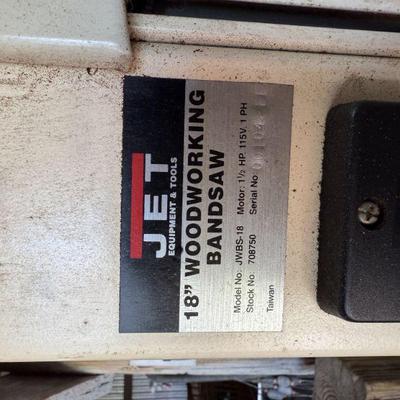 JET
EQUIPMENT & TOOLS
18” WOODWORKING
BANDSAW
Model No. JWBS-18 Motor: 1½ HP, 115V, 1 PH
Stock No. 708750 Serial No.
Taiwan